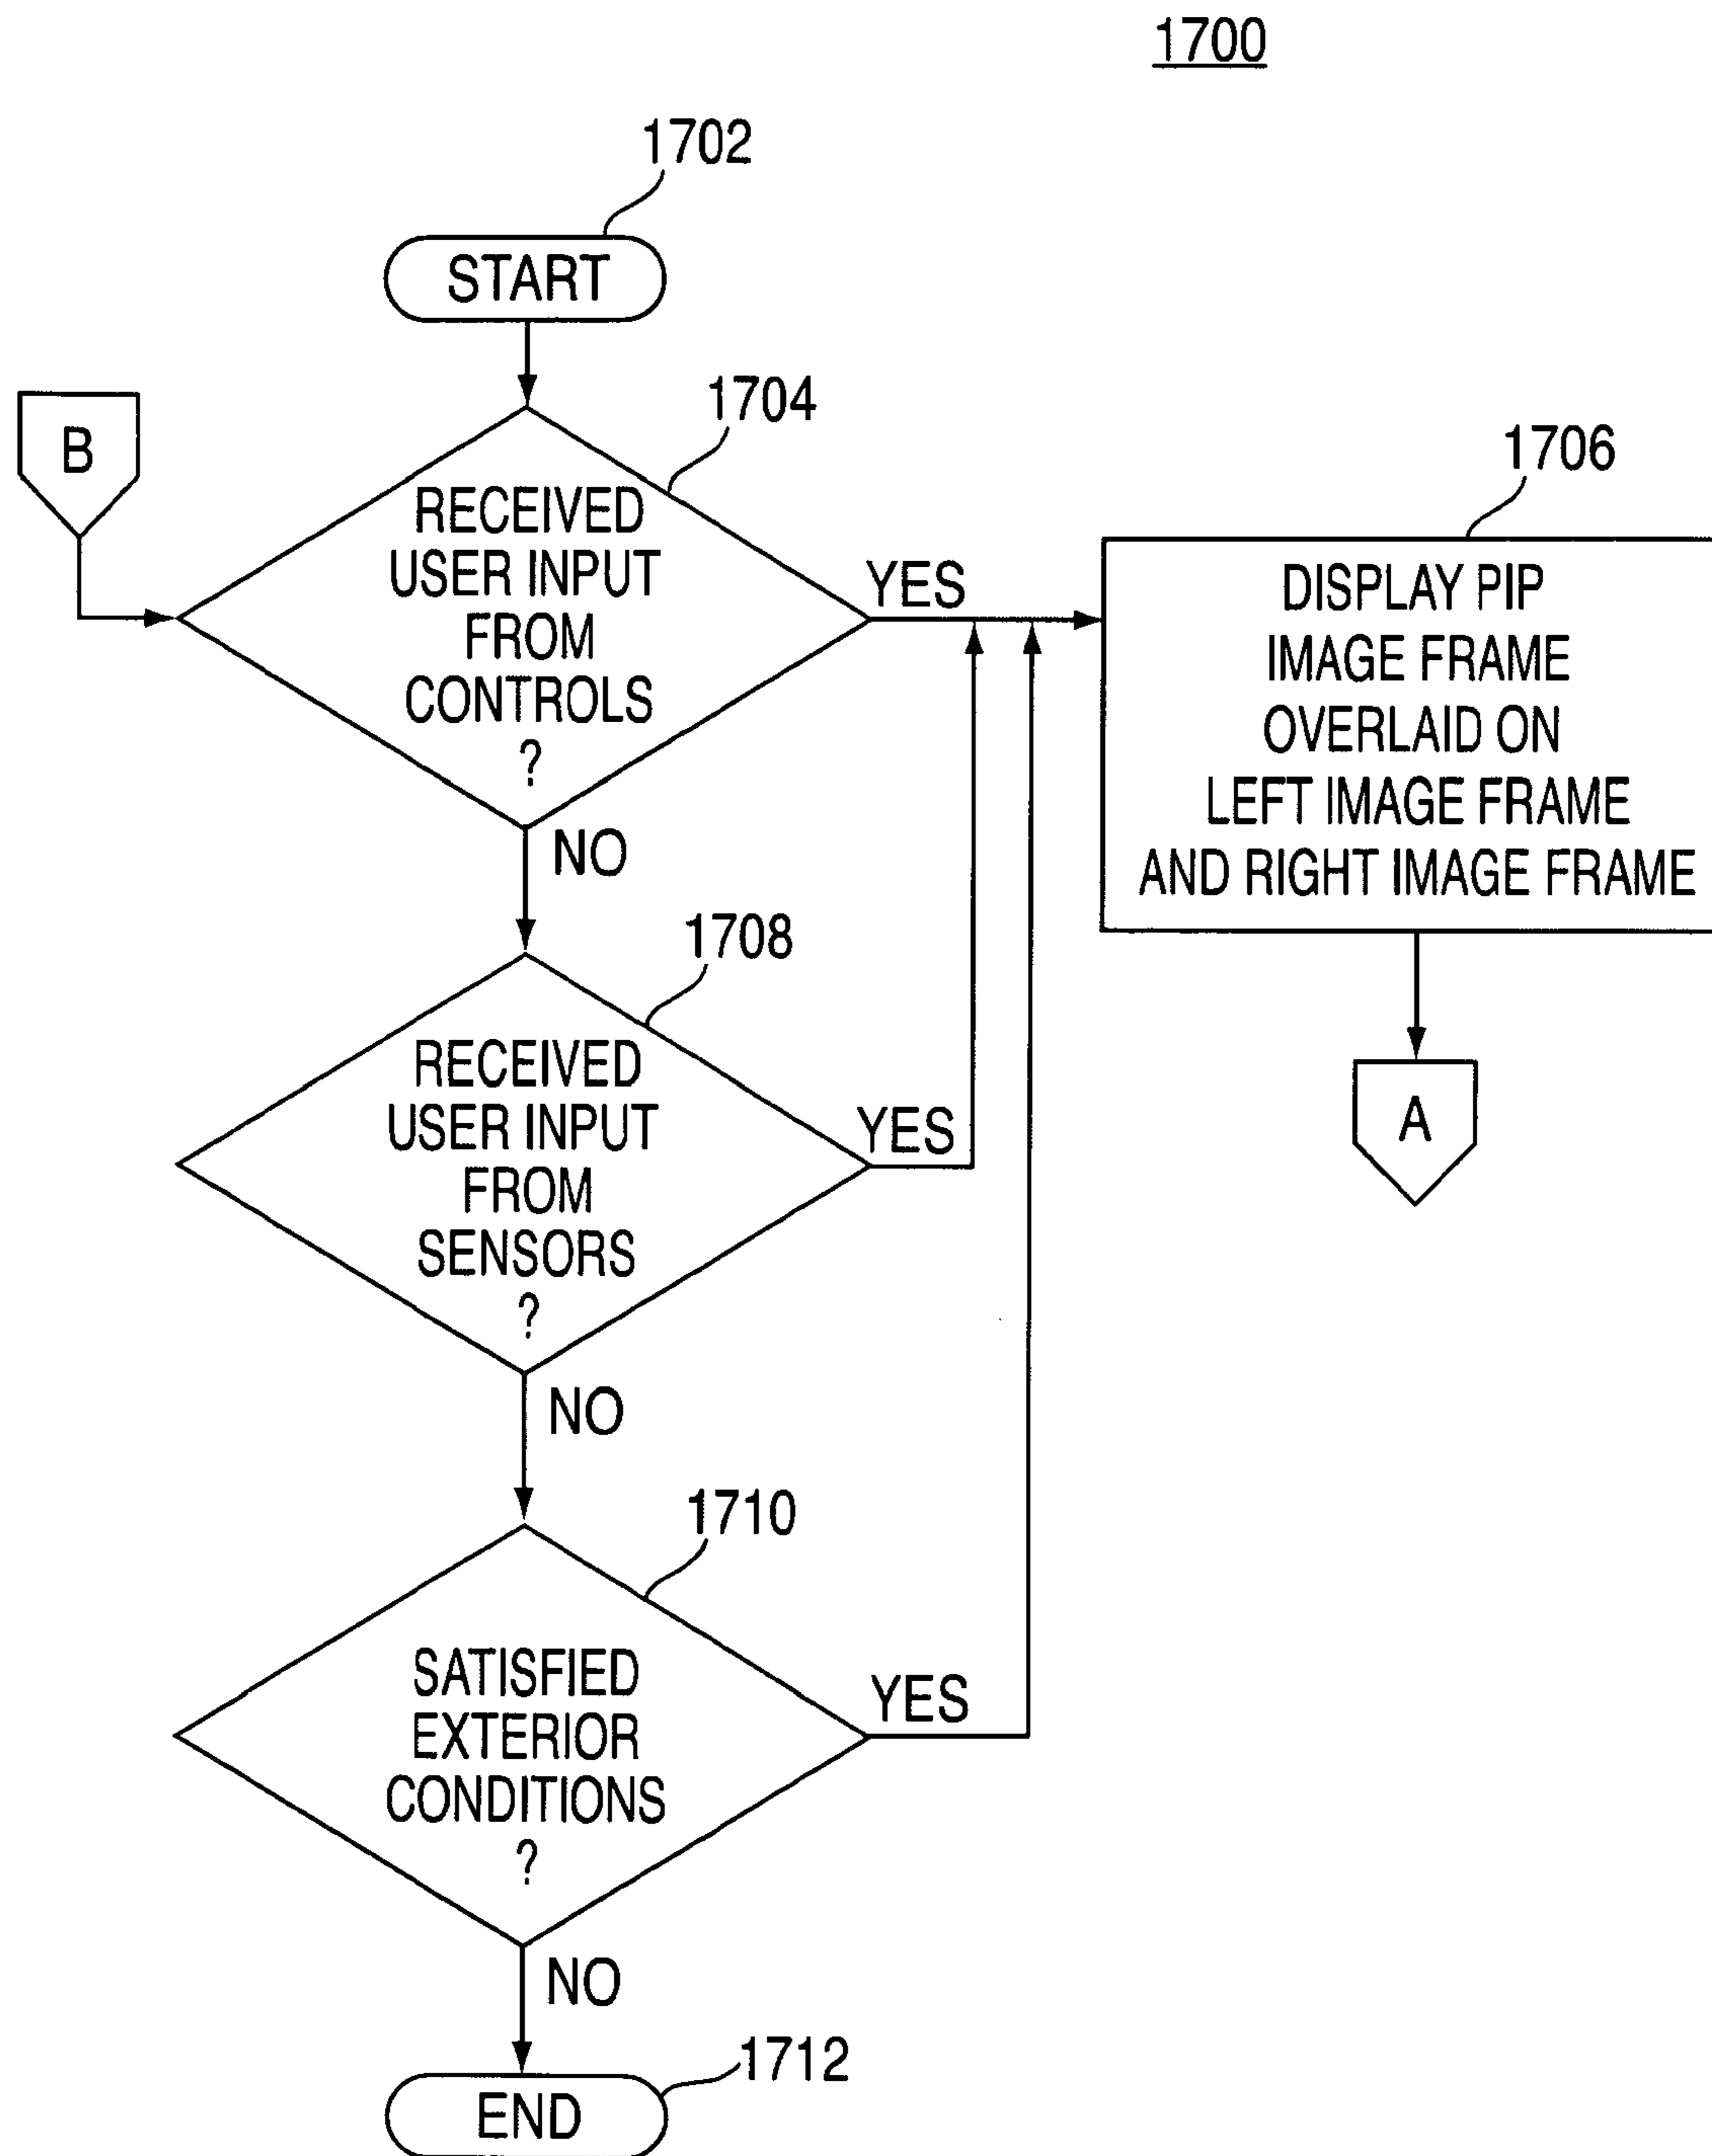 1700
1702
START
B
1704
RECEIVED
USER INPUT
FROM
CONTROLS
?
YES
1706
DISPLAY PIP
IMAGE FRAME
OVERLAID ON
LEFT IMAGE FRAME
AND RIGHT IMAGE FRAME
A
NO
1708
RECEIVED
USER INPUT
FROM
SENSORS
?
YES
NO
1710
SATISFIED
EXTERIOR
CONDITIONS
?
YES
NO
1712
END